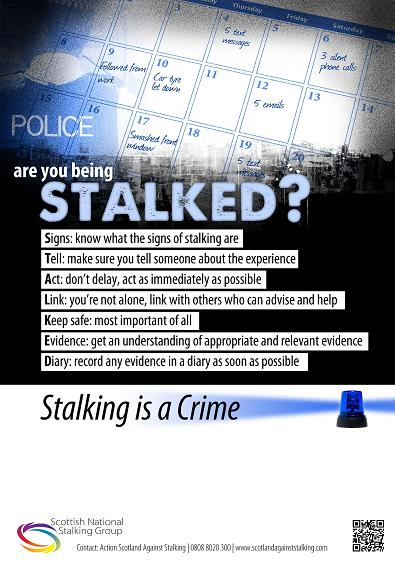 Thursday
Friday
Saturday
3
4
5 text
messages
5
6
3 silent
phone calls
8
9
Followed from
work
10
Car tyre
let down
11
12
5 emails
13
14
15
16
17
Smashed front
window
18
19
5 text
messages
20
POLICE
are you being
STALKED?
Signs: know what the signs of stalking are
Tell: make sure you tell someone about the experience
Act: don't delay, act as immediately as possible
Link: you're not alone, link with others who can advise and help
Keep safe: most important of all
Evidence: get an understanding of appropriate and relevant evidence
Diary: record any evidence in a diary as soon as possible
Stalking is a Crime
Scottish National
Stalking Group
Contact: Action Scotland Against Stalking | 0808 8020 300 | www.scotlandagainststalking.com